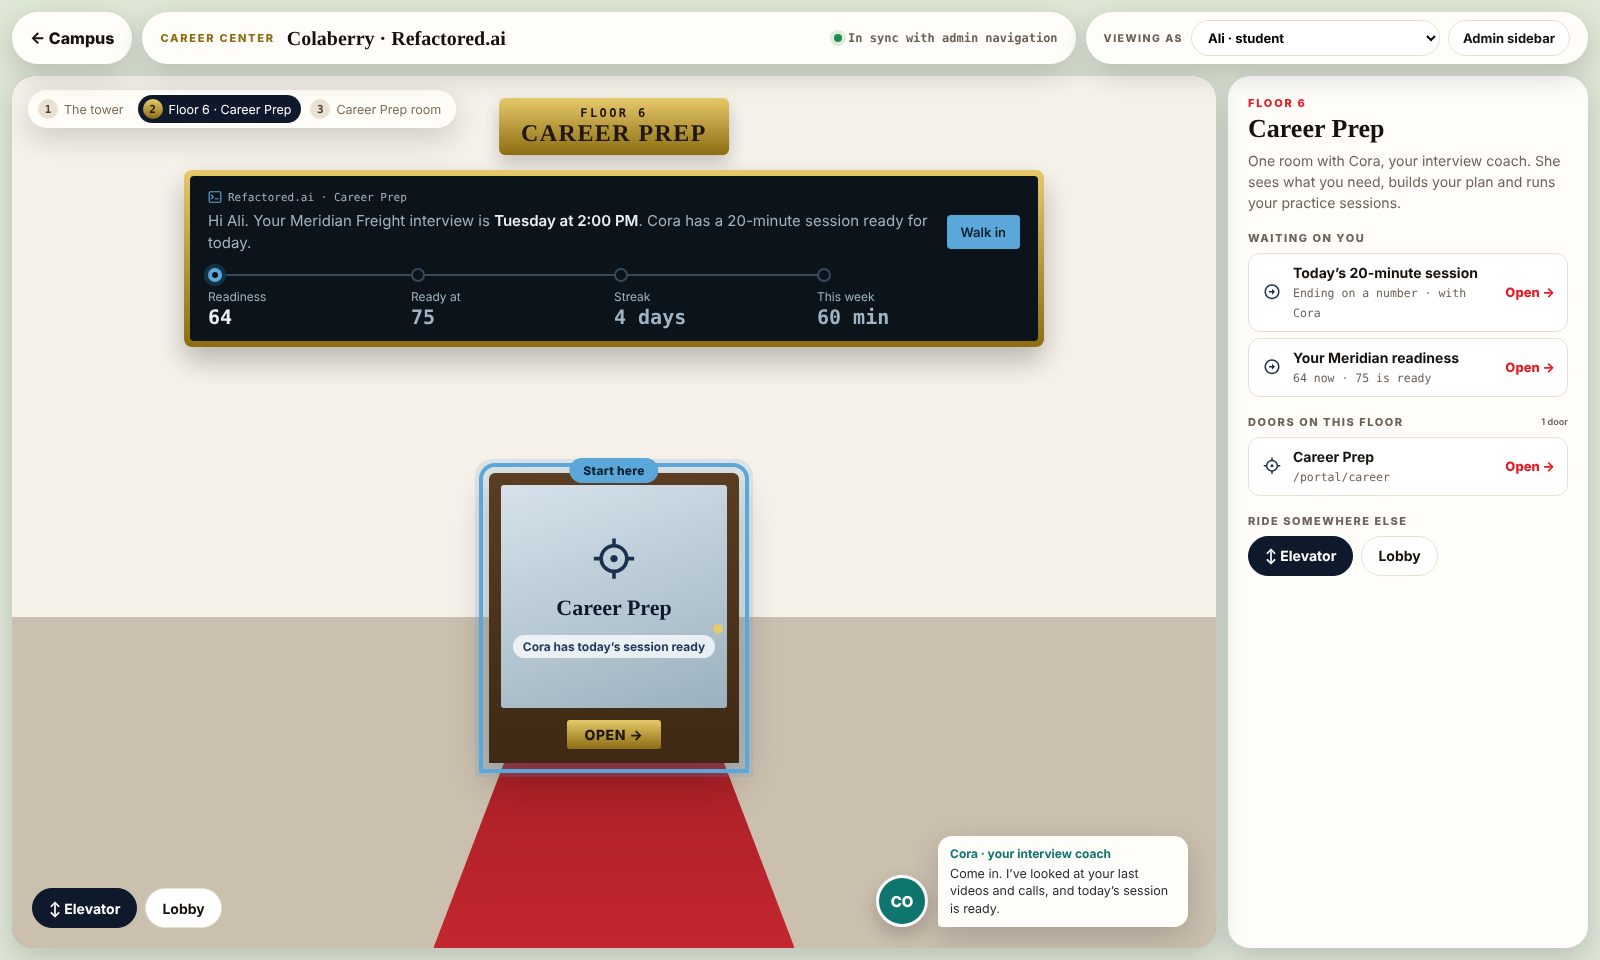 ← Campus
CAREER CENTER Colaberry · Refactored.ai
In sync with admin navigation
VIEWING AS Ali · student Admin sidebar
1 The tower 2 Floor 6 · Career Prep 3 Career Prep room
FLOOR 6
CAREER PREP
Refactored.ai · Career Prep
Hi Ali. Your Meridian Freight interview is Tuesday at 2:00 PM. Cora has a 20-minute session ready for
today.
Walk in
Readiness Ready at Streak This week
64 75 4 days 60 min
Start here
Career Prep
Cora has today’s session ready
OPEN →
Cora · your interview coach
Come in. I’ve looked at your last
videos and calls, and today’s session
is ready.
CO
↕ Elevator Lobby
FLOOR 6
Career Prep
One room with Cora, your interview coach. She
sees what you need, builds your plan and runs
your practice sessions.
WAITING ON YOU
Today’s 20-minute session
Ending on a number · with
Cora
Open →
Your Meridian readiness
64 now · 75 is ready
Open →
DOORS ON THIS FLOOR 1 door
Career Prep
/portal/career
Open →
RIDE SOMEWHERE ELSE
↕ Elevator Lobby